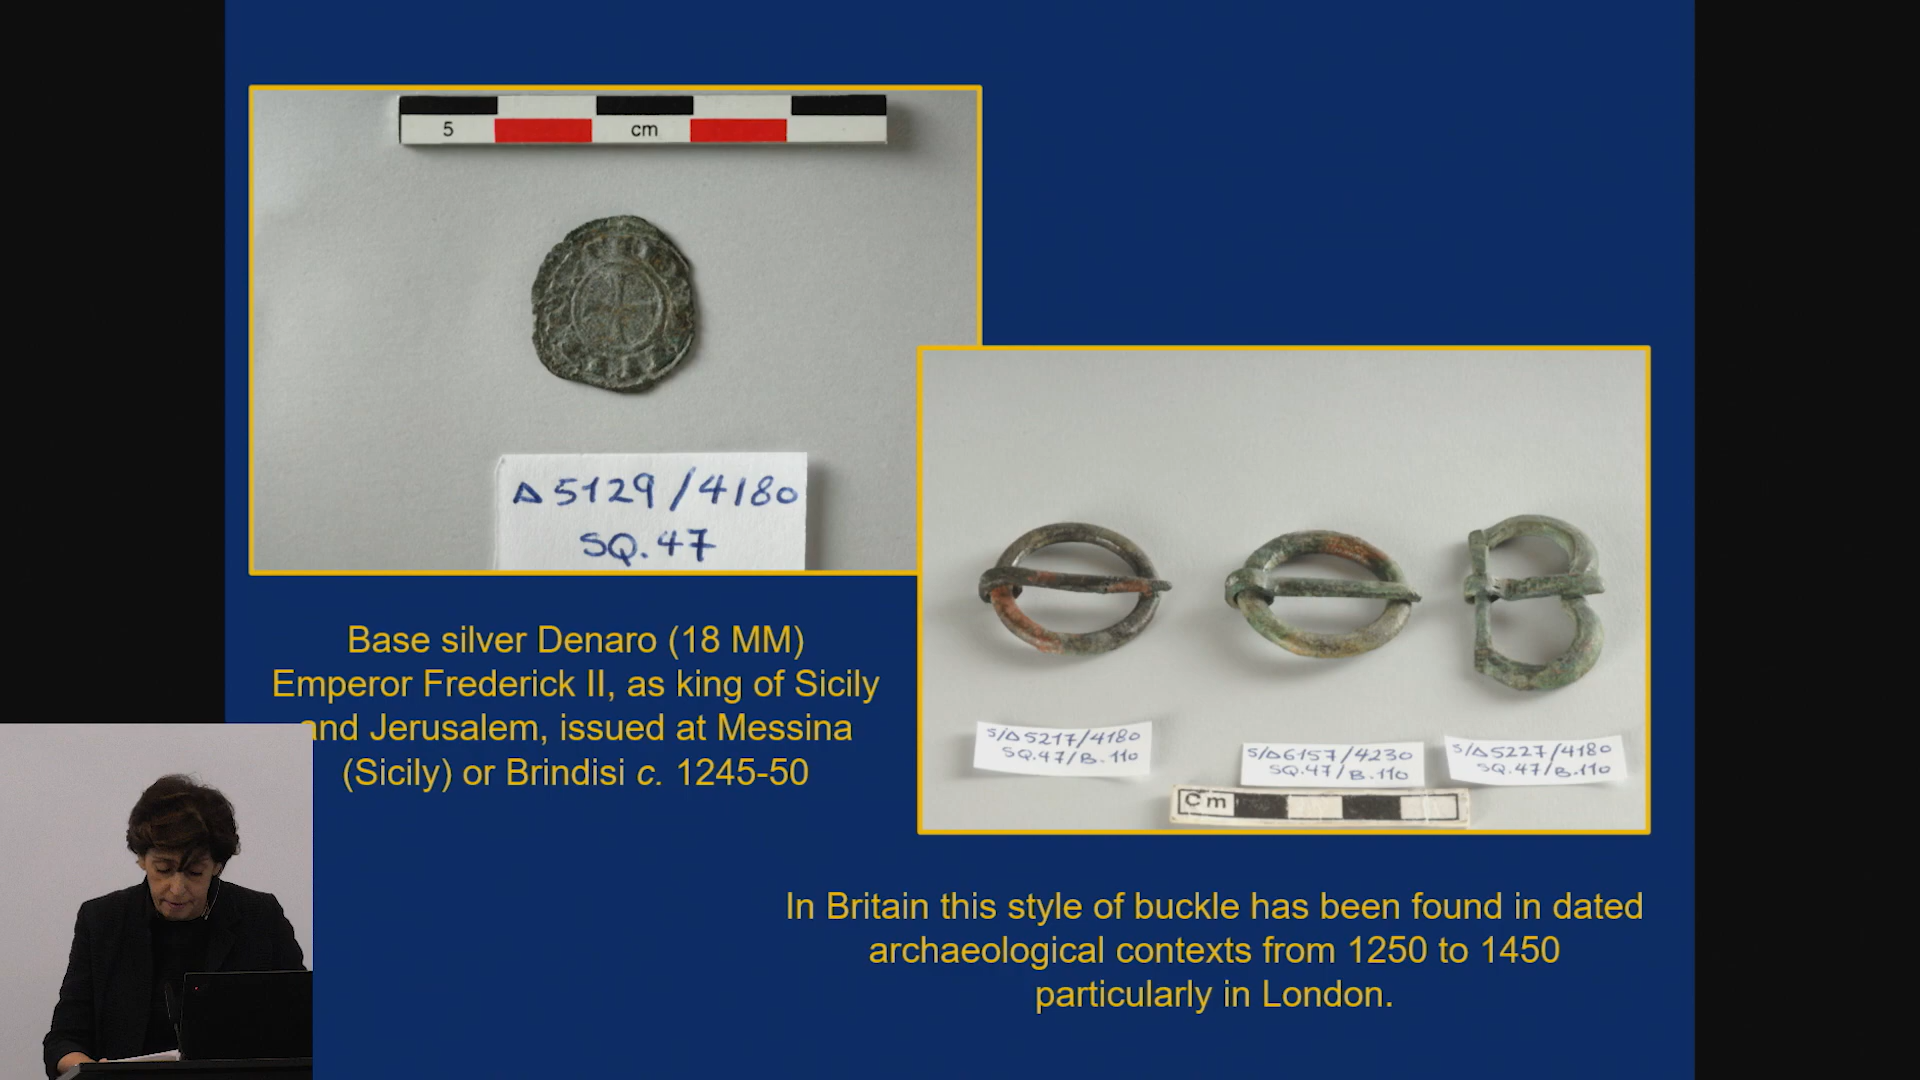 5 cm
Δ5129/4180
SQ.47
Base silver Denaro (18 MM)
Emperor Frederick II, as king of Sicily
and Jerusalem, issued at Messina
(Sicily) or Brindisi c. 1245-50
S/Δ5217/4180
SQ.47/B.110
S/Δ6157/4230
SQ.47/B.110
S/Δ5227/4180
SQ.47/B.110
Cm
In Britain this style of buckle has been found in dated
archaeological contexts from 1250 to 1450
particularly in London.